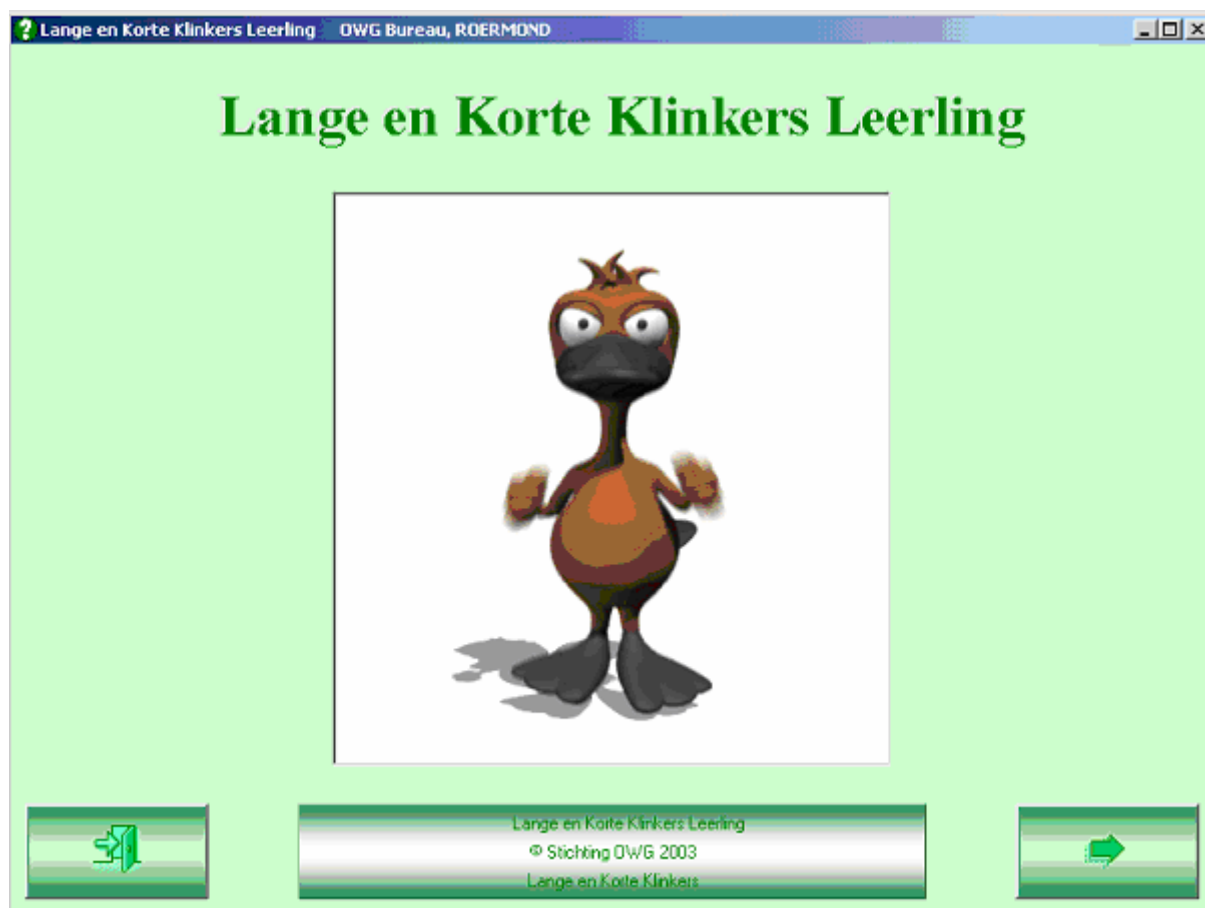 Lange en Korte Klinkers Leerling OWG Bureau, ROERMOND
Lange en Korte Klinkers Leerling
Lange en Korte Klinkers Leerling
© Stichting OWG 2003
Lange en Korte Klinkers